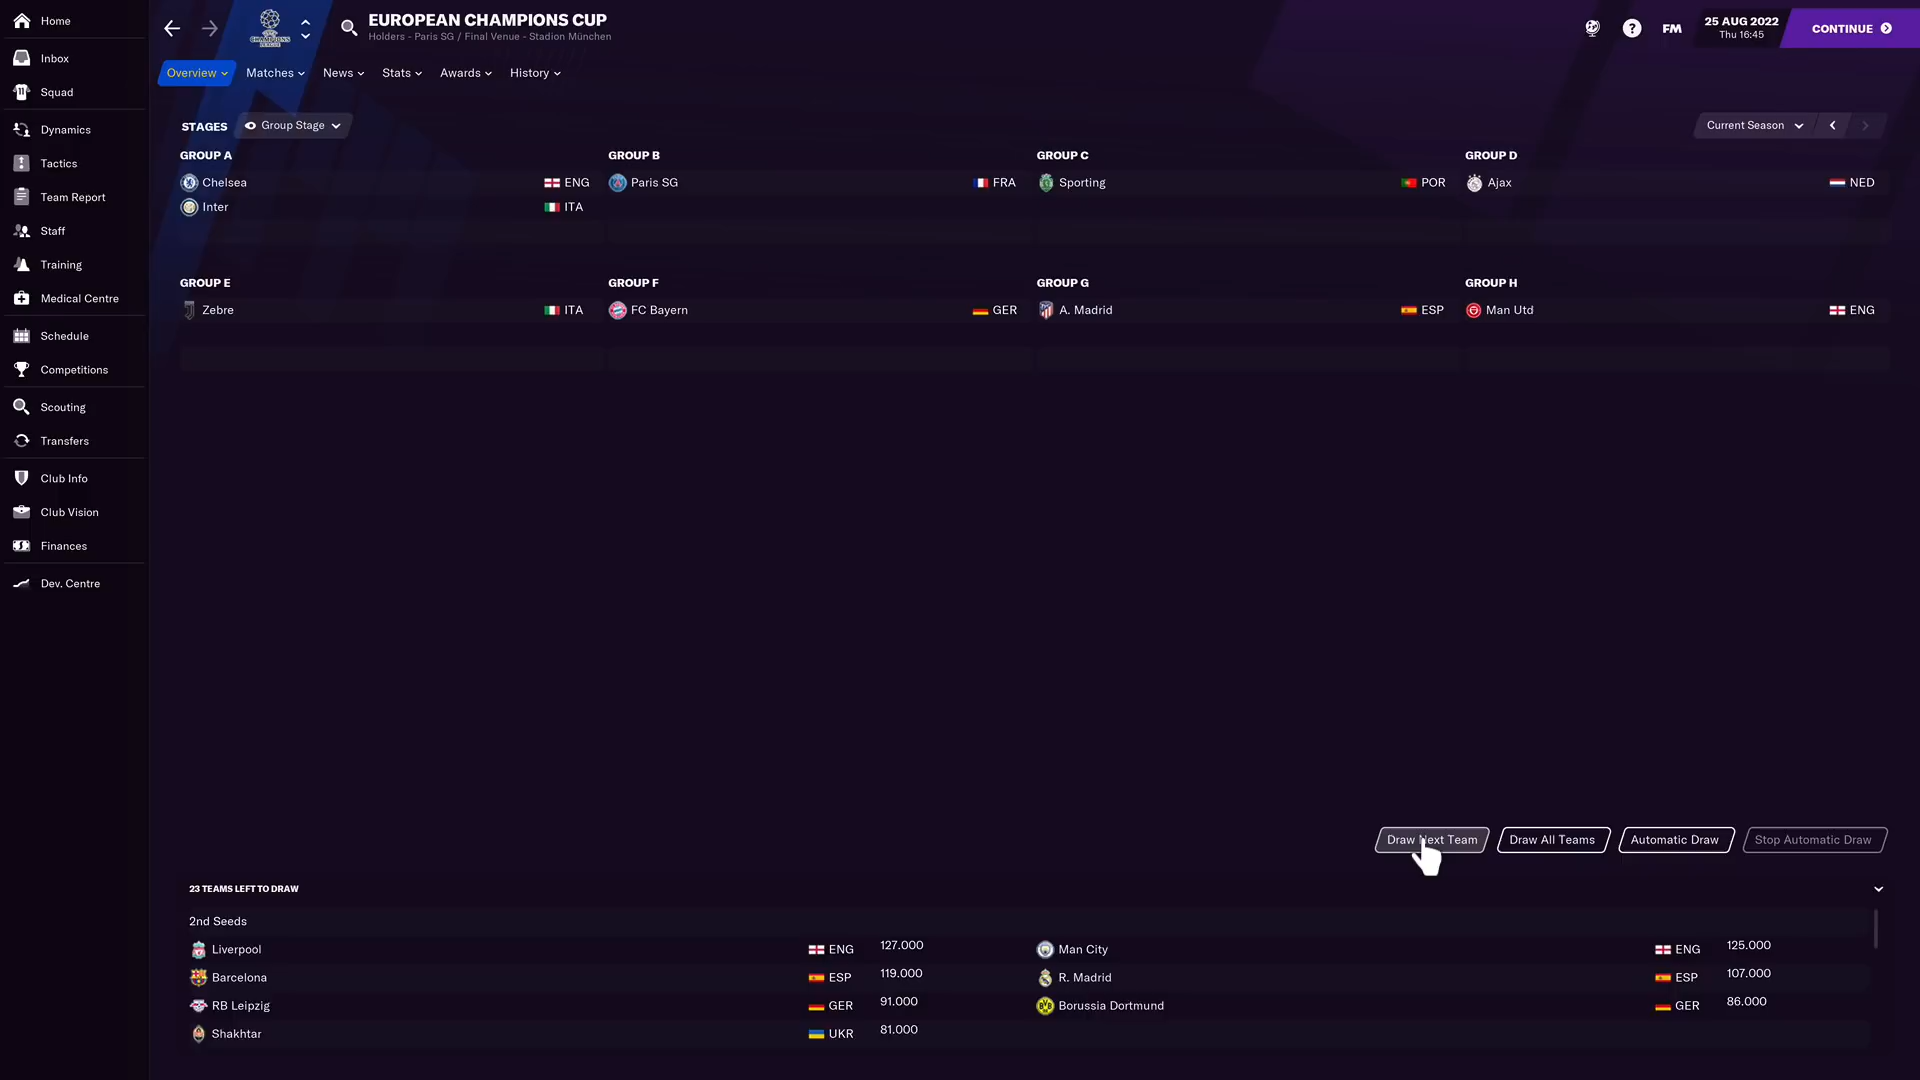 Home
Inbox
Squad
Dynamics
Tactics
Team Report
Staff
Training
Medical Centre
Schedule
Competitions
Scouting
Transfers
Club Info
Club Vision
Finances
Dev. Centre
CHAMPIONS LEAGUE
EUROPEAN CHAMPIONS CUP
Holders - Paris SG / Final Venue - Stadion München
FM
25 AUG 2022
Thu 16:45
CONTINUE
Overview Matches News Stats Awards History
STAGES Group Stage
Current Season
GROUP A
Chelsea ENG
Inter ITA
GROUP B
Paris SG FRA
GROUP C
Sporting POR
GROUP D
Ajax NED
GROUP E
Zebre ITA
GROUP F
FC Bayern GER
GROUP G
A. Madrid ESP
GROUP H
Man Utd ENG
Draw Next Team Draw All Teams Automatic Draw Stop Automatic Draw
23 TEAMS LEFT TO DRAW
2nd Seeds
Liverpool ENG 127.000 Man City ENG 125.000
Barcelona ESP 119.000 R. Madrid ESP 107.000
RB Leipzig GER 91.000 Borussia Dortmund GER 86.000
Shakhtar UKR 81.000